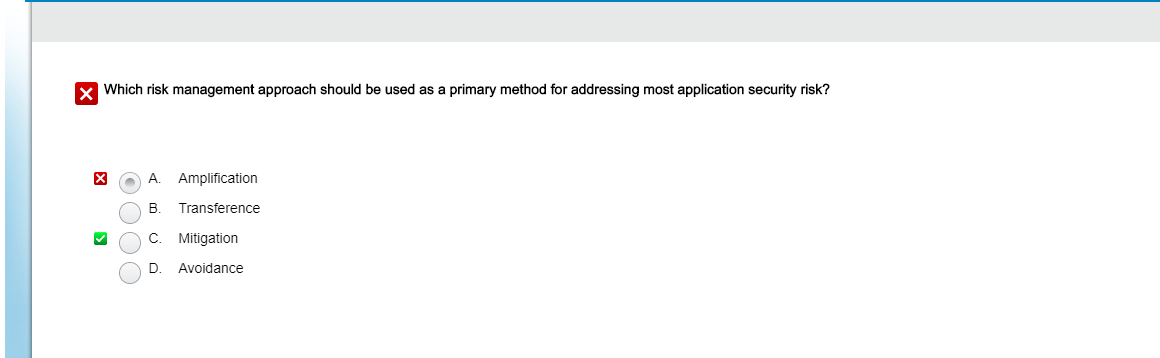 Which risk management approach should be used as a primary method for addressing most application security risk?
A. Amplification
B. Transference
C. Mitigation
D. Avoidance